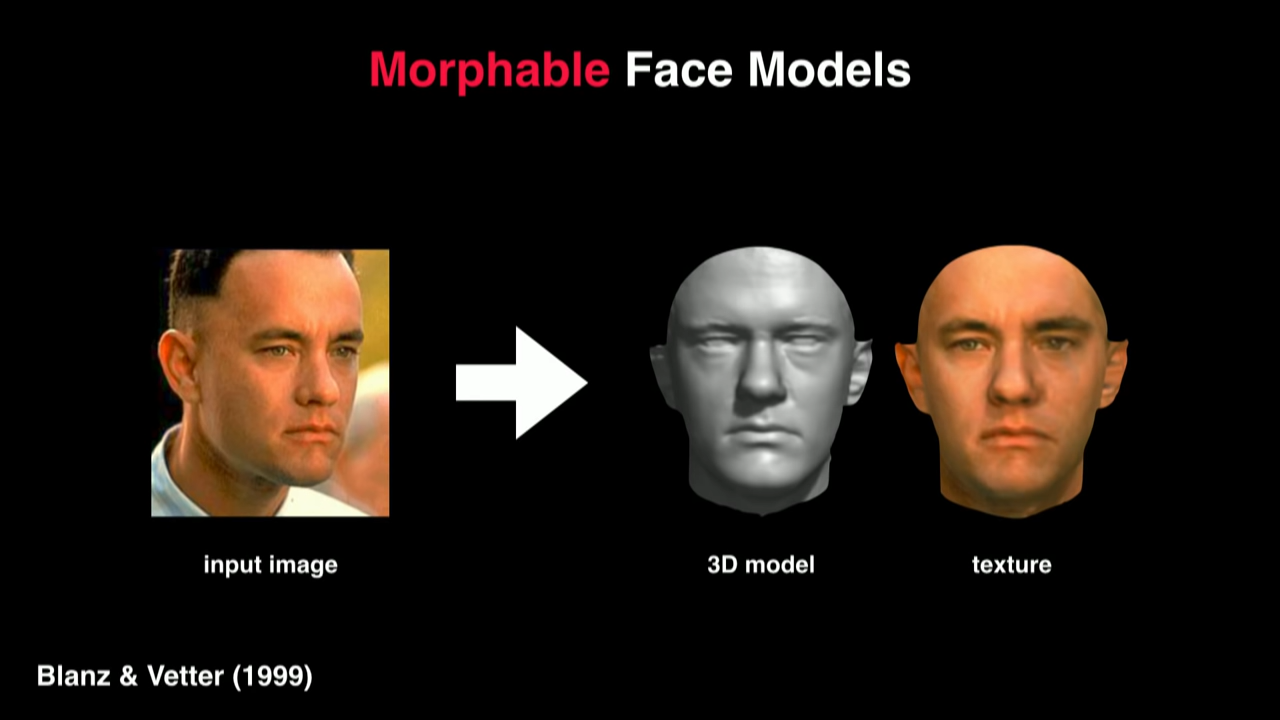 Morphable Face Models
input image
3D model
texture
Blanz & Vetter (1999)